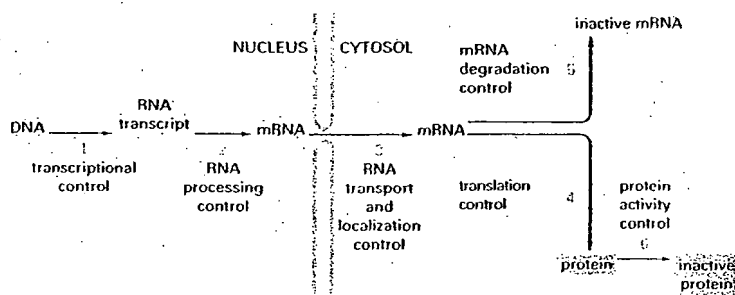 inactive mRNA
NUCLEUS CYTOSOL
mRNA
degradation
control
5
DNA
RNA
transcript
mRNA
mRNA
1
transcriptional
control
2
RNA
processing
control
3
RNA
transport
and
localization
control
translation
control
4
protein
activity
control
6
protein
inactive
protein